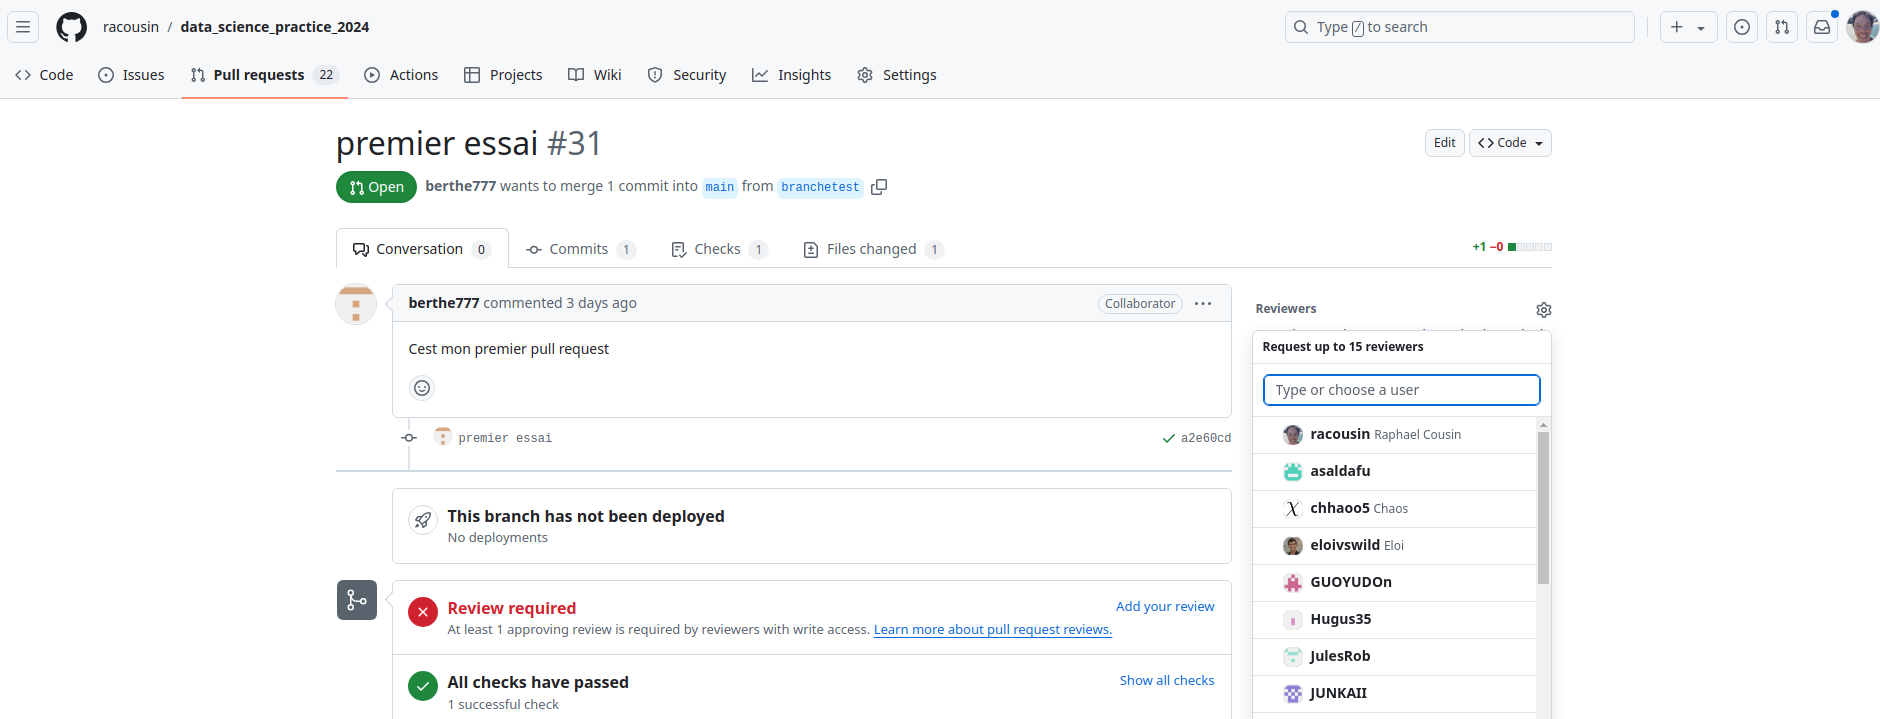 racousin / data_science_practice_2024
Type / to search
Code
Issues
Pull requests 22
Actions
Projects
Wiki
Security
Insights
Settings
premier essai #31
Edit
Code
Open
berthe777 wants to merge 1 commit into main from branchetest
Conversation 0
Commits 1
Checks 1
Files changed 1
+1 −0
berthe777 commented 3 days ago
Collaborator
Cest mon premier pull request
premier essai
a2e60cd
This branch has not been deployed
No deployments
Review required
Add your review
At least 1 approving review is required by reviewers with write access. Learn more about pull request reviews.
All checks have passed
Show all checks
1 successful check
Reviewers
Request up to 15 reviewers
Type or choose a user
racousin Raphael Cousin
asaldafu
chhaoo5 Chaos
eloivswild Eloi
GUOYUDOn
Hugus35
JulesRob
JUNKAII